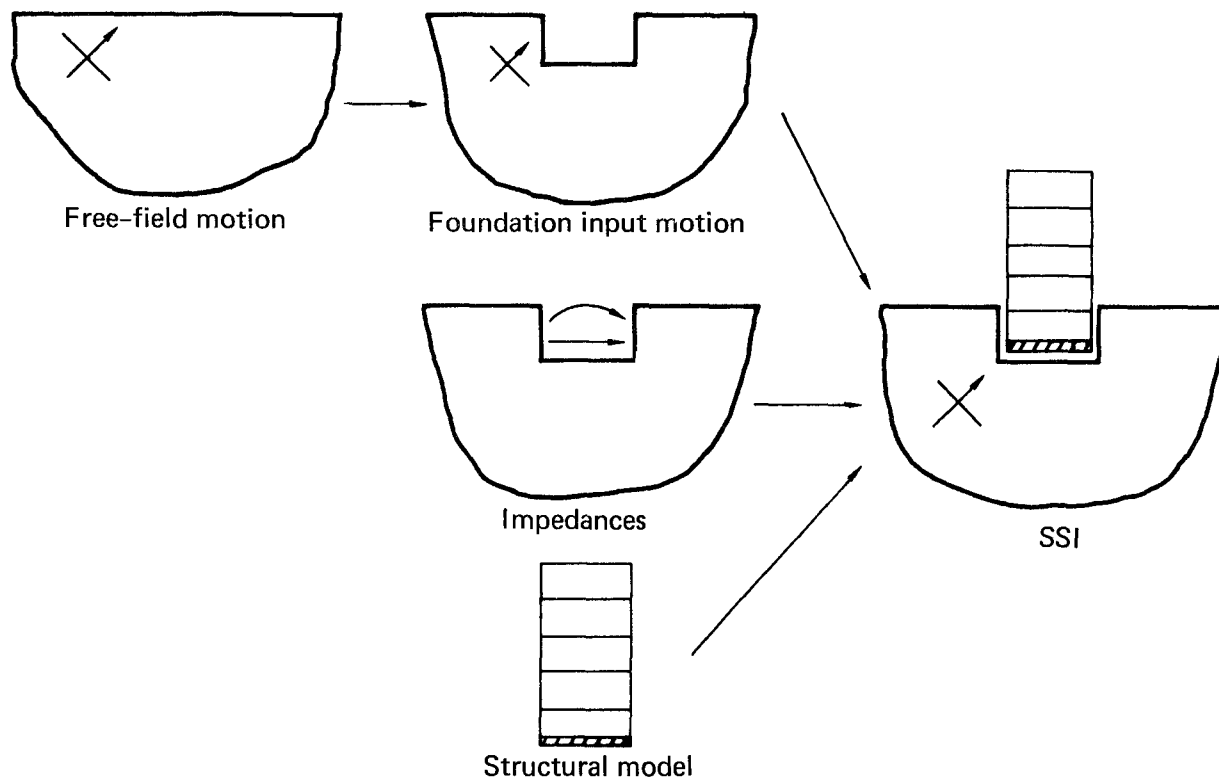 Free-field motion
Foundation input motion
Impedances
SSI
Structural model